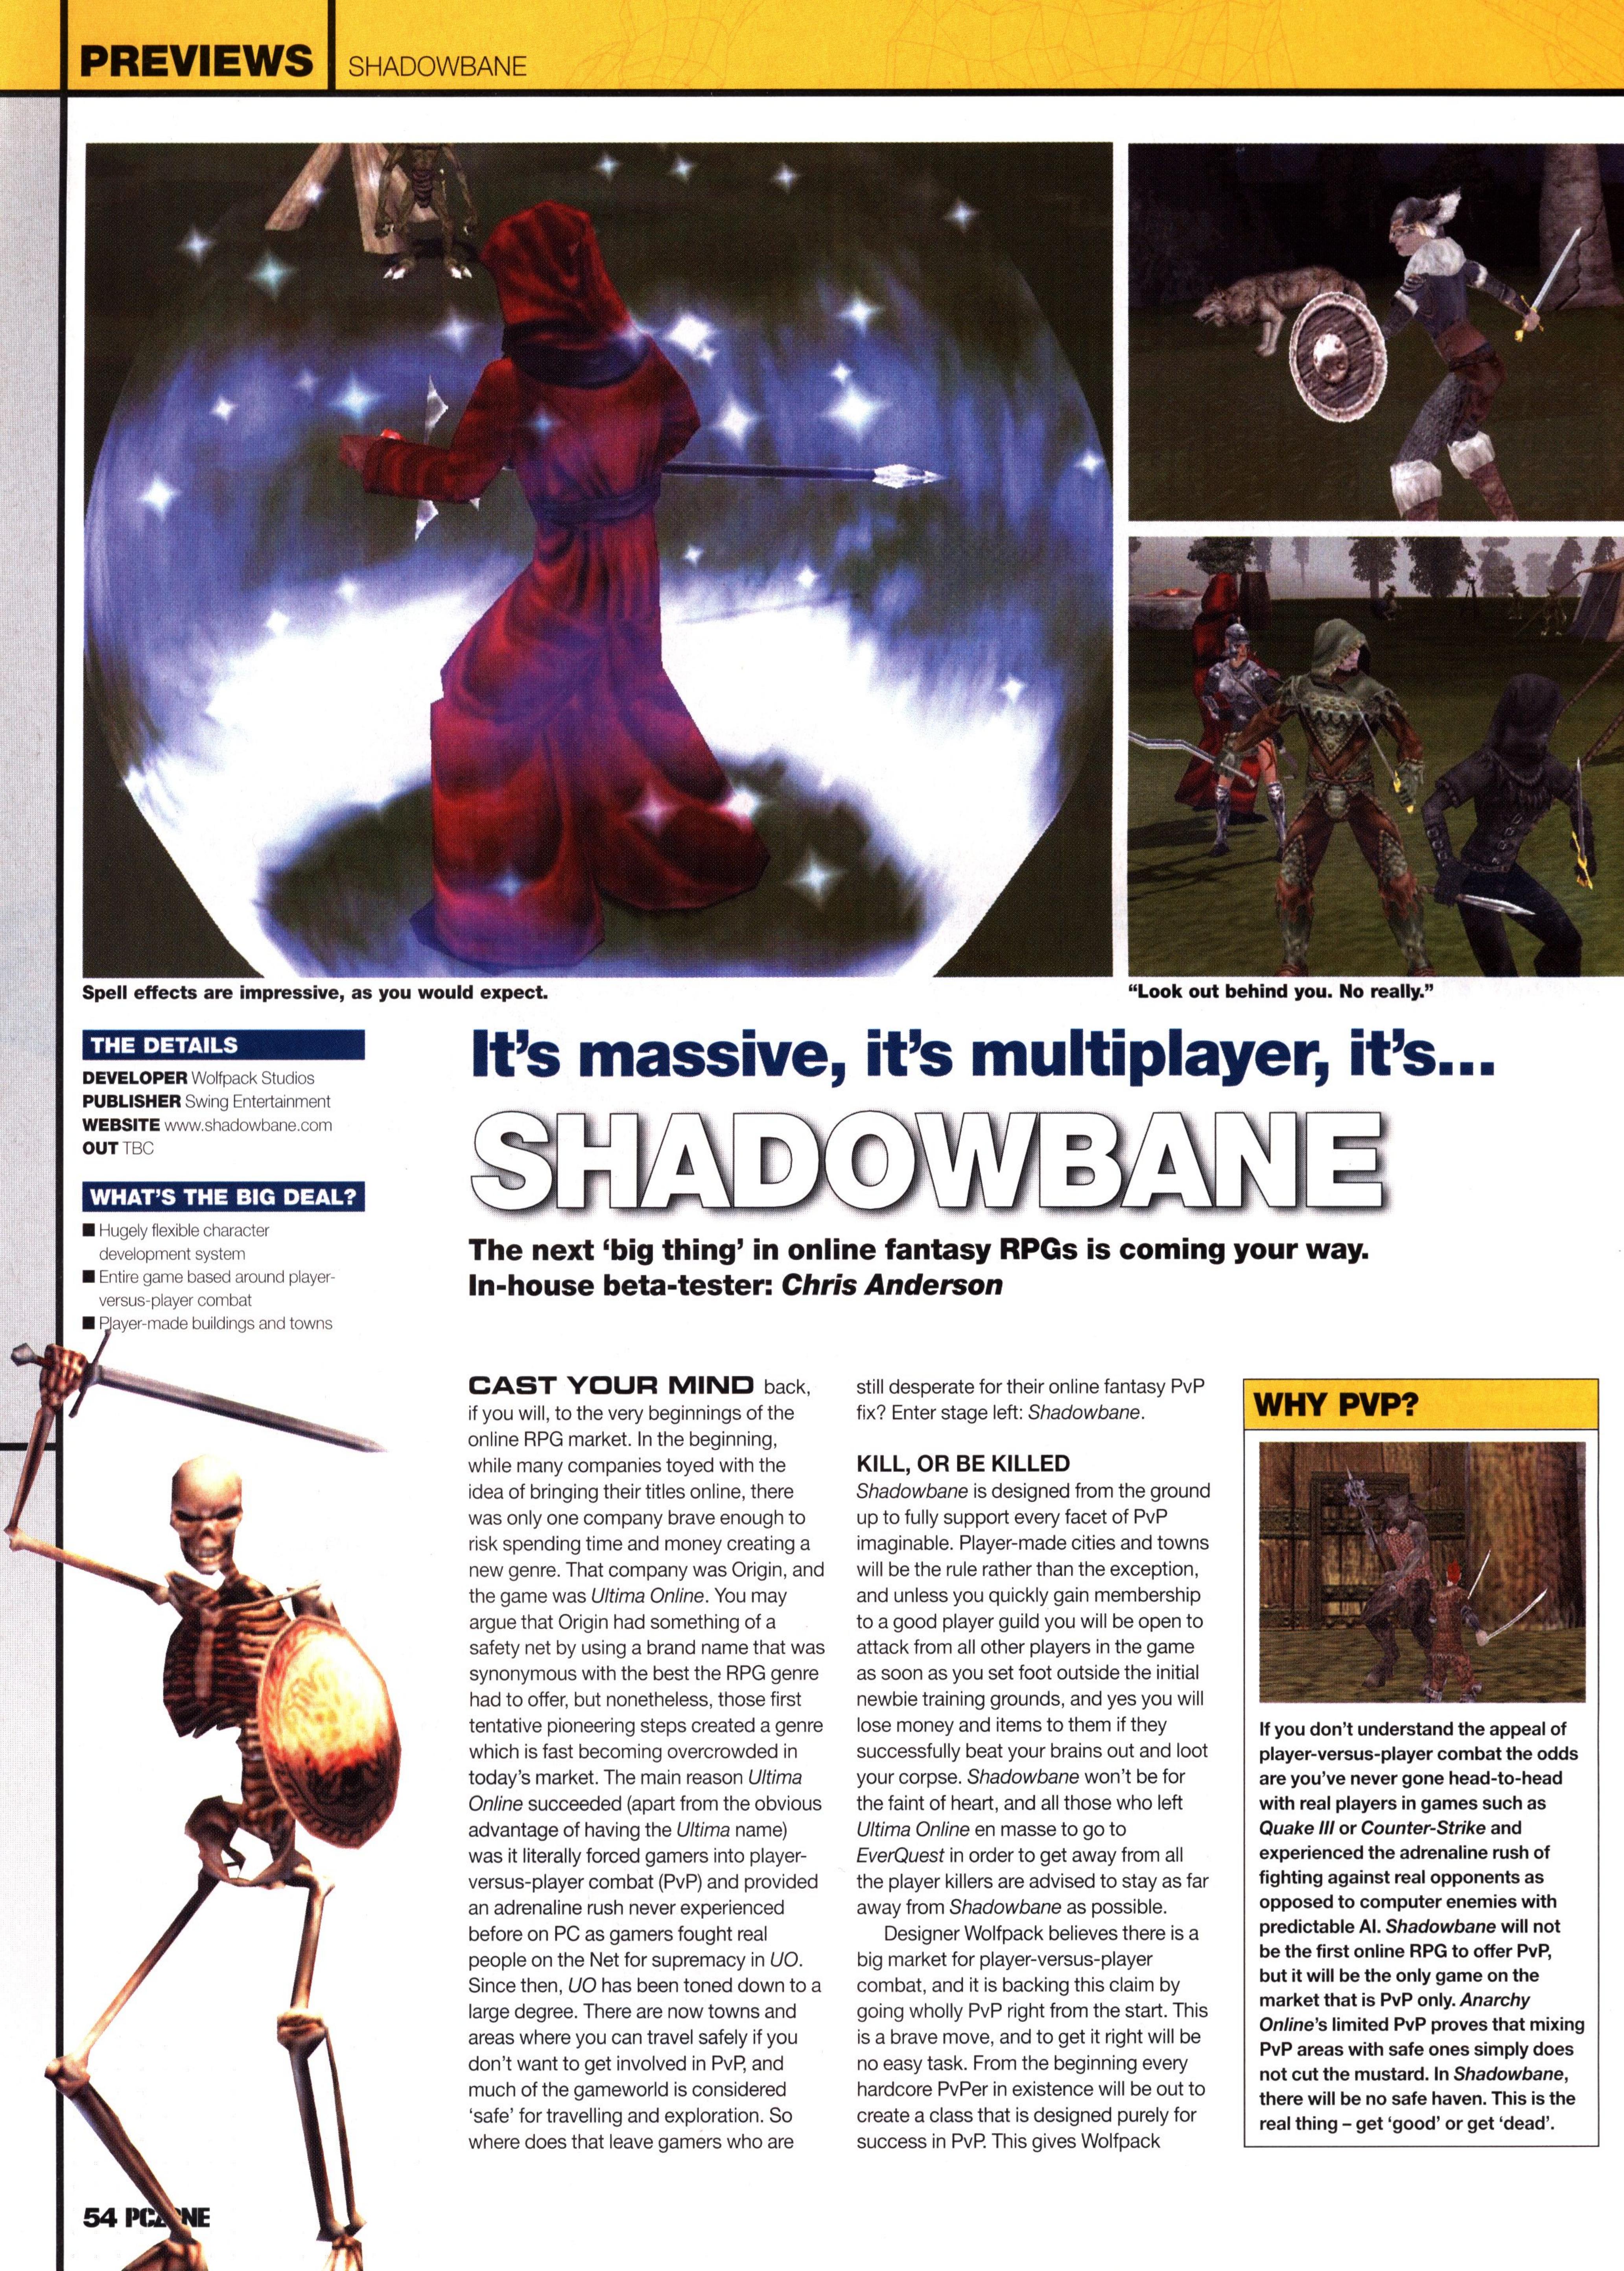 PREVIEWS
SHADOWBANE
Spell effects are impressive, as you would expect.
“Look out behind you. No really.”
THE DETAILS
DEVELOPER Wolfpack Studios
PUBLISHER Swing Entertainment
WEBSITE www.shadowbane.com
OUT TBC
WHAT’S THE BIG DEAL?
■ Hugely flexible character
development system
■ Entire game based around player-
versus-player combat
■ Player-made buildings and towns
It’s massive, it’s multiplayer, it’s...
SHADOWBANE
The next ‘big thing’ in online fantasy RPGs is coming your way.
In-house beta-tester: Chris Anderson
CAST YOUR MIND back,
if you will, to the very beginnings of the
online RPG market. In the beginning,
while many companies toyed with the
idea of bringing their titles online, there
was only one company brave enough to
risk spending time and money creating a
new genre. That company was Origin, and
the game was Ultima Online. You may
argue that Origin had something of a
safety net by using a brand name that was
synonymous with the best the RPG genre
had to offer, but nonetheless, those first
tentative pioneering steps created a genre
which is fast becoming overcrowded in
today’s market. The main reason Ultima
Online succeeded (apart from the obvious
advantage of having the Ultima name)
was it literally forced gamers into player-
versus-player combat (PvP) and provided
an adrenaline rush never experienced
before on PC as gamers fought real
people on the Net for supremacy in UO.
Since then, UO has been toned down to a
large degree. There are now towns and
areas where you can travel safely if you
don’t want to get involved in PvP, and
much of the gameworld is considered
‘safe’ for travelling and exploration. So
where does that leave gamers who are
still desperate for their online fantasy PvP
fix? Enter stage left: Shadowbane.
KILL, OR BE KILLED
Shadowbane is designed from the ground
up to fully support every facet of PvP
imaginable. Player-made cities and towns
will be the rule rather than the exception,
and unless you quickly gain membership
to a good player guild you will be open to
attack from all other players in the game
as soon as you set foot outside the initial
newbie training grounds, and yes you will
lose money and items to them if they
successfully beat your brains out and loot
your corpse. Shadowbane won’t be for
the faint of heart, and all those who left
Ultima Online en masse to go to
EverQuest in order to get away from all
the player killers are advised to stay as far
away from Shadowbane as possible.
Designer Wolfpack believes there is a
big market for player-versus-player
combat, and it is backing this claim by
going wholly PvP right from the start. This
is a brave move, and to get it right will be
no easy task. From the beginning every
hardcore PvPer in existence will be out to
create a class that is designed purely for
success in PvP. This gives Wolfpack
WHY PVP?
If you don’t understand the appeal of
player-versus-player combat the odds
are you’ve never gone head-to-head
with real players in games such as
Quake III or Counter-Strike and
experienced the adrenaline rush of
fighting against real opponents as
opposed to computer enemies with
predictable AI. Shadowbane will not
be the first online RPG to offer PvP,
but it will be the only game on the
market that is PvP only. Anarchy
Online’s limited PvP proves that mixing
PvP areas with safe ones simply does
not cut the mustard. In Shadowbane,
there will be no safe haven. This is the
real thing – get ‘good’ or get ‘dead’.
54 PCZONE